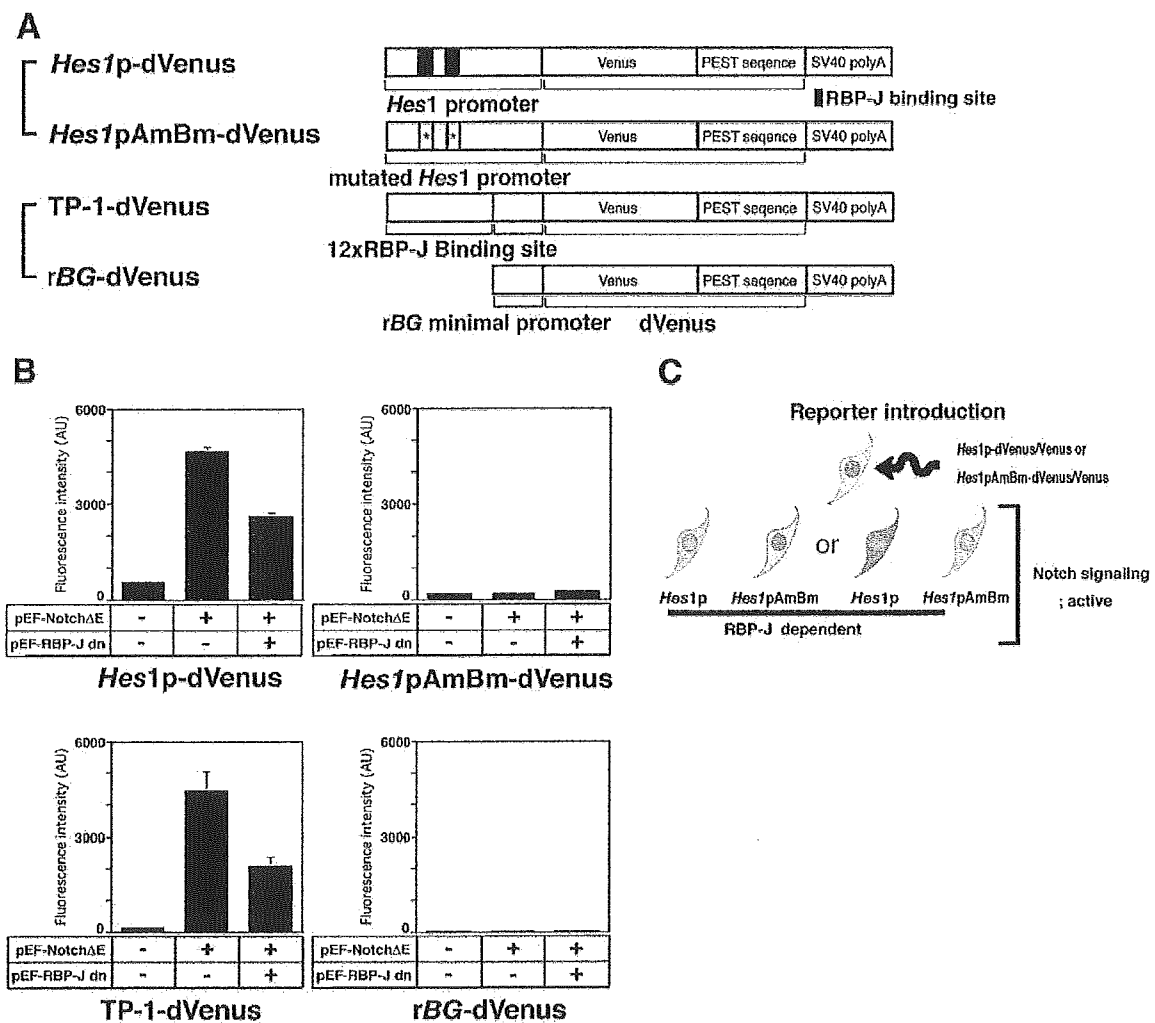 A
Hes1p-dVenus
Venus
PEST seqence
SV40 polyA
Hes1 promoter
RBP-J binding site
Hes1pAmBm-dVenus
* *
Venus
PEST seqence
SV40 polyA
mutated Hes1 promoter
TP-1-dVenus
Venus
PEST seqence
SV40 polyA
12xRBP-J Binding site
rBG-dVenus
Venus
PEST seqence
SV40 polyA
rBG minimal promoter dVenus
B
Fluorescence intensity (AU)
6000
3000
0
pEF-NotchΔE - + +
pEF-RBP-J dn - - +
Hes1p-dVenus
Fluorescence intensity (AU)
6000
3000
0
pEF-NotchΔE - + +
pEF-RBP-J dn - - +
Hes1pAmBm-dVenus
Fluorescence intensity (AU)
6000
3000
0
pEF-NotchΔE - + +
pEF-RBP-J dn - - +
TP-1-dVenus
Fluorescence intensity (AU)
6000
3000
0
pEF-NotchΔE - + +
pEF-RBP-J dn - - +
rBG-dVenus
C
Reporter introduction
Hes1p-dVenus/Venus or
Hes1pAmBm-dVenus/Venus
or
Hes1p Hes1pAmBm Hes1p Hes1pAmBm
RBP-J dependent
Notch signaling
; active